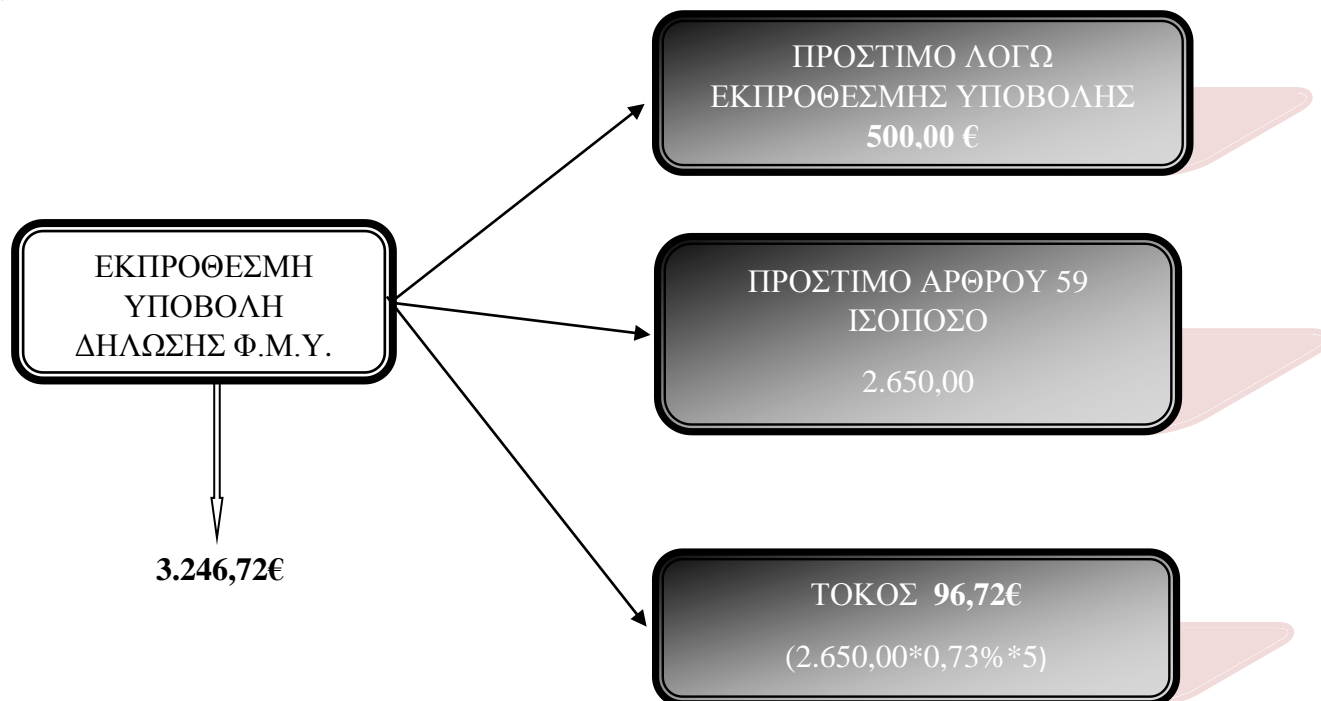 ΕΚΠΡΟΘΕΣΜΗ
ΥΠΟΒΟΛΗ
ΔΗΛΩΣΗΣ Φ.Μ.Υ.
3.246,72€
ΠΡΟΣΤΙΜΟ ΛΟΓΩ
ΕΚΠΡΟΘΕΣΜΗΣ ΥΠΟΒΟΛΗΣ
500,00 €
ΠΡΟΣΤΙΜΟ ΑΡΘΡΟΥ 59
ΙΣΟΠΟΣΟ
2.650,00
ΤΟΚΟΣ 96,72€
(2.650,00*0,73%*5)